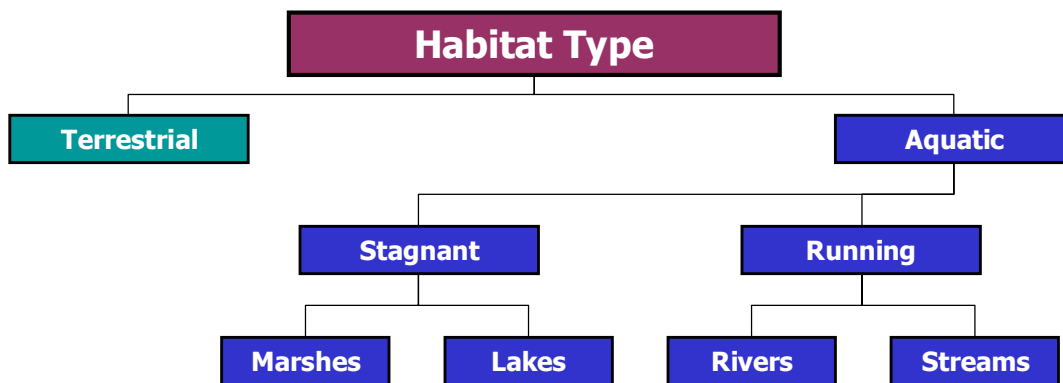 Habitat Type
Terrestrial
Aquatic
Stagnant
Running
Marshes
Lakes
Rivers
Streams